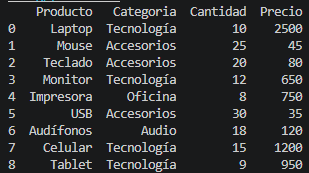 Producto Categoria Cantidad Precio
0 Laptop Tecnología 10 2500
1 Mouse Accesorios 25 45
2 Teclado Accesorios 20 80
3 Monitor Tecnología 12 650
4 Impresora Oficina 8 750
5 USB Accesorios 30 35
6 Audífonos Audio 18 120
7 Celular Tecnología 15 1200
8 Tablet Tecnología 9 950